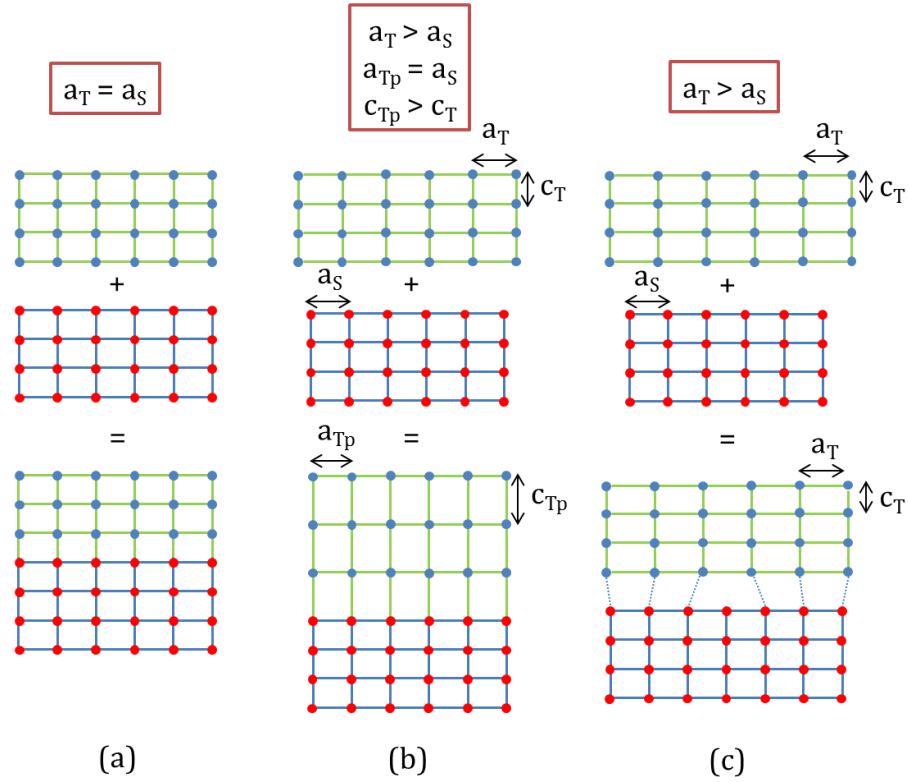 a_T = a_S
a_T > a_S
a_Tp = a_S
c_Tp > c_T
a_T > a_S
a_T
c_T
a_T
c_T
+
a_S
+
a_S
+
=
a_Tp
=
c_Tp
=
a_T
c_T
(a)
(b)
(c)